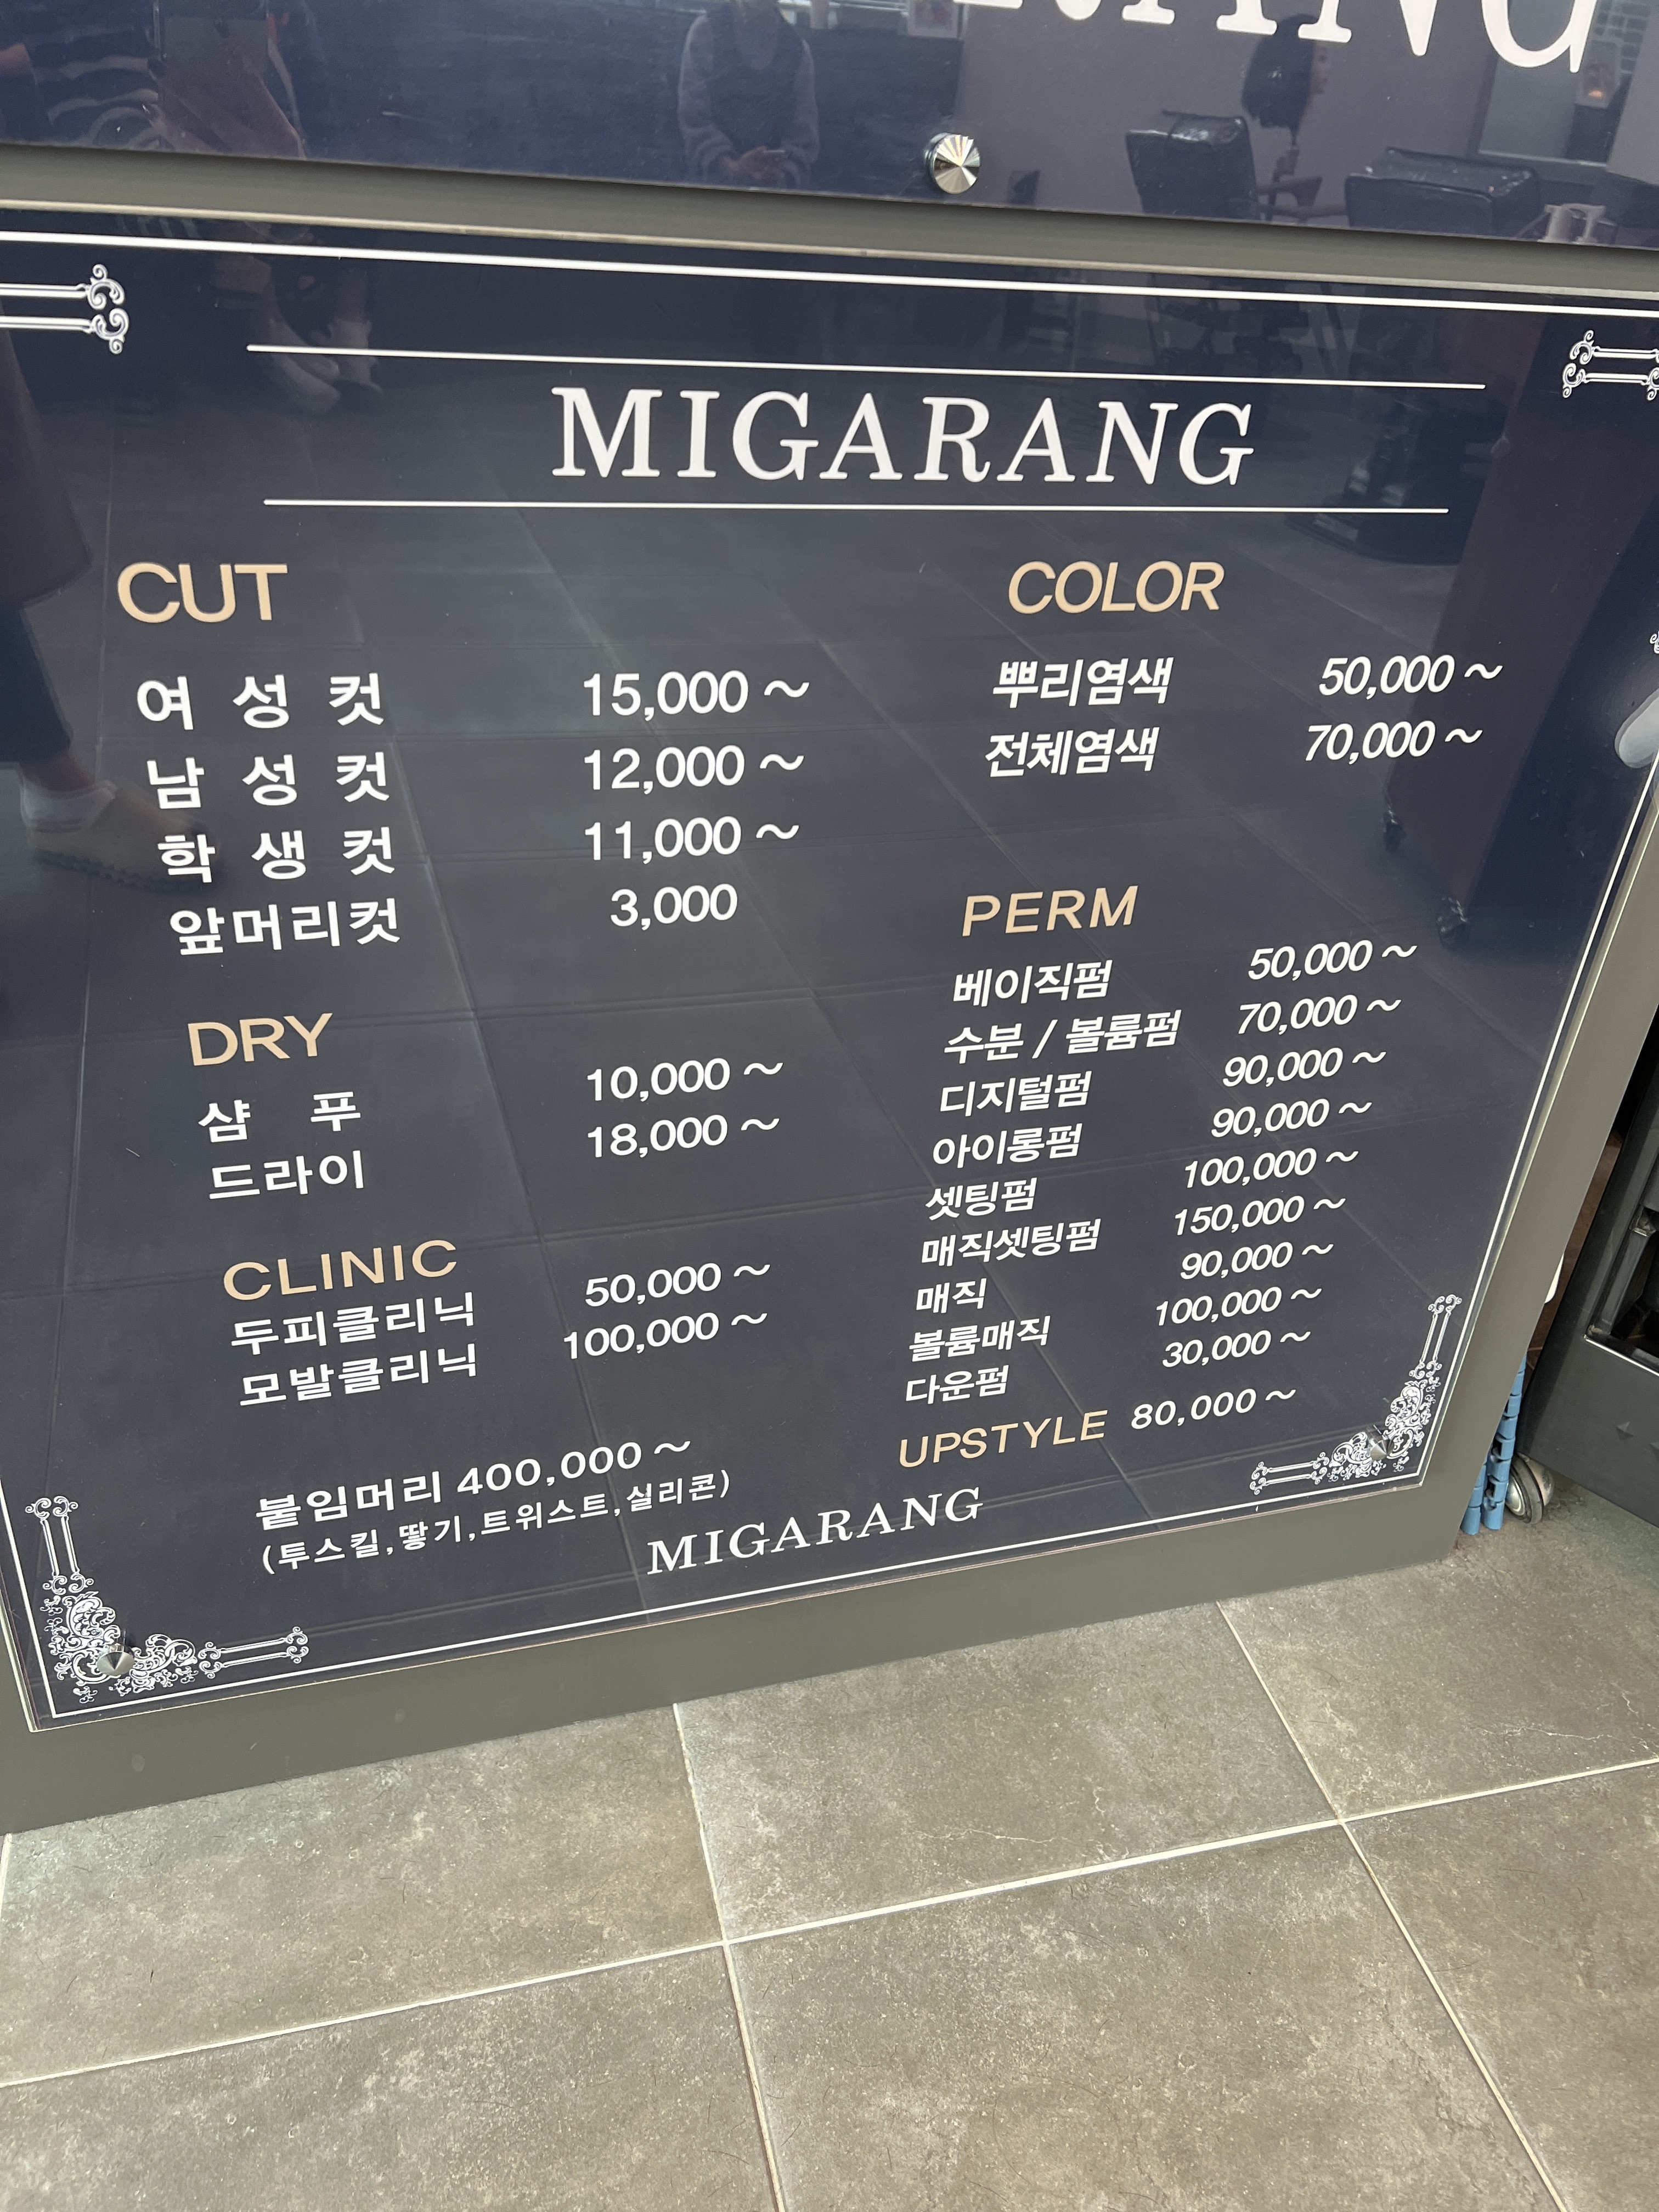 RANG
MIGARANG
CUT
여 성 컷 15,000 ~
남 성 컷 12,000 ~
학 생 컷 11,000 ~
앞머리컷 3,000
DRY
샴 푸 10,000 ~
드라이 18,000 ~
CLINIC
두피클리닉 50,000 ~
모발클리닉 100,000 ~
붙임머리 400,000 ~
(투스킬,땋기,트위스트,실리콘)
COLOR
뿌리염색 50,000 ~
전체염색 70,000 ~
PERM
베이직펌 50,000 ~
수분 / 볼륨펌 70,000 ~
디지털펌 90,000 ~
아이롱펌 90,000 ~
셋팅펌 100,000 ~
매직셋팅펌 150,000 ~
매직 90,000 ~
볼륨매직 100,000 ~
다운펌 30,000 ~
UPSTYLE 80,000 ~
MIGARANG